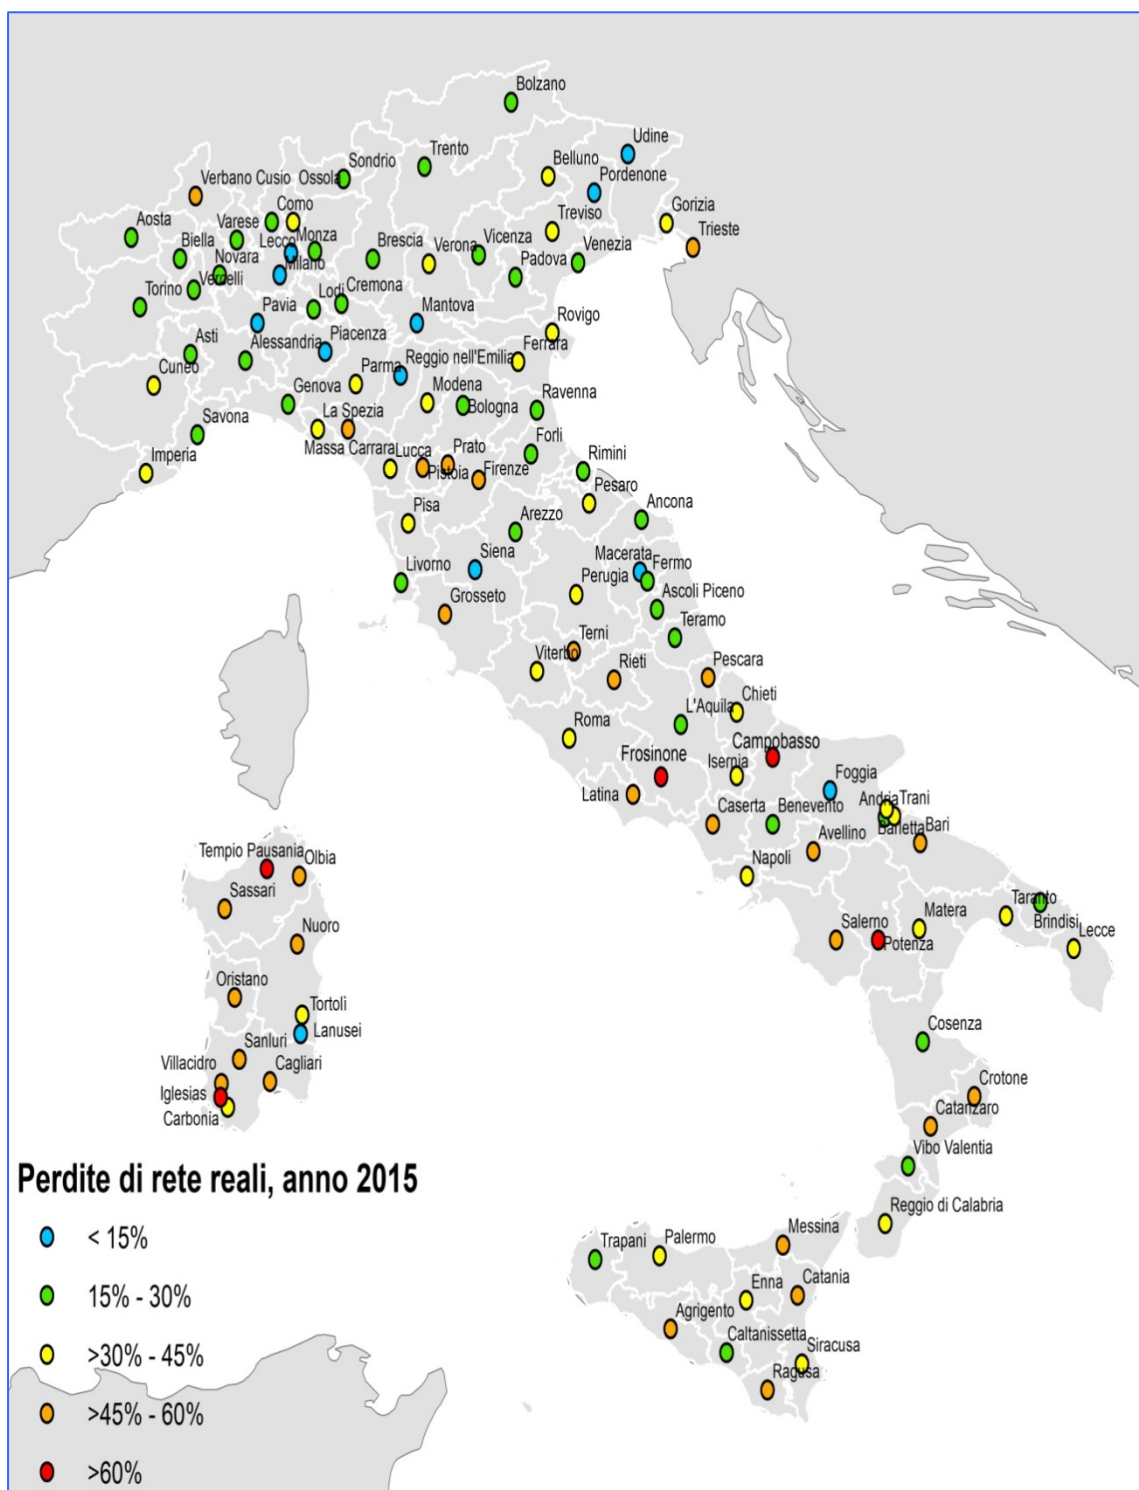 Bolzano
Udine
Trento
Belluno
Sondrio
Pordenone
Verbano Cusio Ossola
Gorizia
Como
Treviso
Aosta
Varese
Trieste
Monza
Vicenza
Lecco
Brescia
Verona
Venezia
Biella
Novara
Padova
Milano
Torino
Vercelli
Lodi
Cremona
Pavia
Mantova
Rovigo
Asti
Piacenza
Alessandria
Ferrara
Reggio nell'Emilia
Parma
Cuneo
Genova
Modena
Ravenna
Bologna
Savona
La Spezia
Massa Carrara
Lucca
Prato
Forlì
Imperia
Pistoia
Firenze
Rimini
Pesaro
Pisa
Ancona
Arezzo
Siena
Macerata
Fermo
Livorno
Perugia
Grosseto
Ascoli Piceno
Teramo
Terni
Viterbo
Rieti
Pescara
Chieti
L'Aquila
Roma
Campobasso
Frosinone
Isernia
Foggia
Latina
Andria
Trani
Caserta
Benevento
Barletta
Avellino
Bari
Tempio Pausania
Napoli
Olbia
Sassari
Taranto
Salerno
Matera
Brindisi
Nuoro
Potenza
Lecce
Oristano
Tortolì
Cosenza
Lanusei
Sanluri
Villacidro
Cagliari
Crotone
Iglesias
Catanzaro
Carbonia
Vibo Valentia
Perdite di rete reali, anno 2015
Reggio di Calabria
Messina
< 15%
Trapani
Palermo
Enna
Catania
15% - 30%
Agrigento
Caltanissetta
Siracusa
>30% - 45%
Ragusa
>45% - 60%
>60%